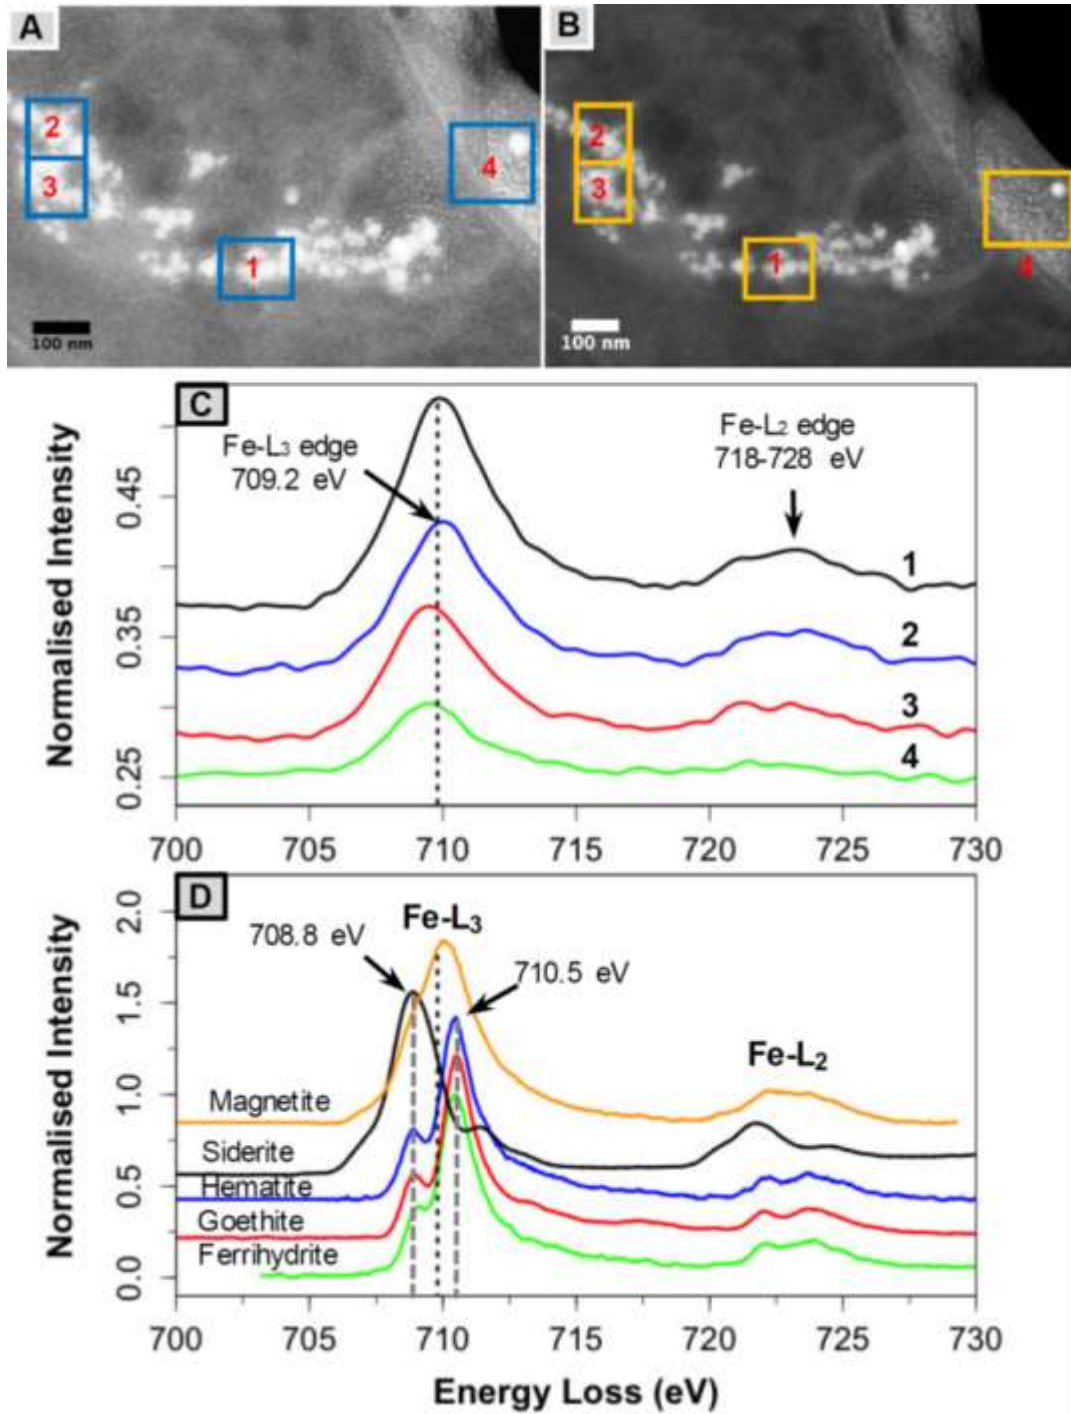 A
B
2
3
4
1
100 nm
2
3
4
1
100 nm
C
Normalised Intensity
0.45
0.35
0.25
Fe-L3 edge
709.2 eV
Fe-L2 edge
718-728 eV
1
2
3
4
700 705 710 715 720 725 730
D
Normalised Intensity
2.0
1.5
1.0
0.5
0.0
Fe-L3
708.8 eV
710.5 eV
Fe-L2
Magnetite
Siderite
Hematite
Goethite
Ferrihydrite
700 705 710 715 720 725 730
Energy Loss (eV)